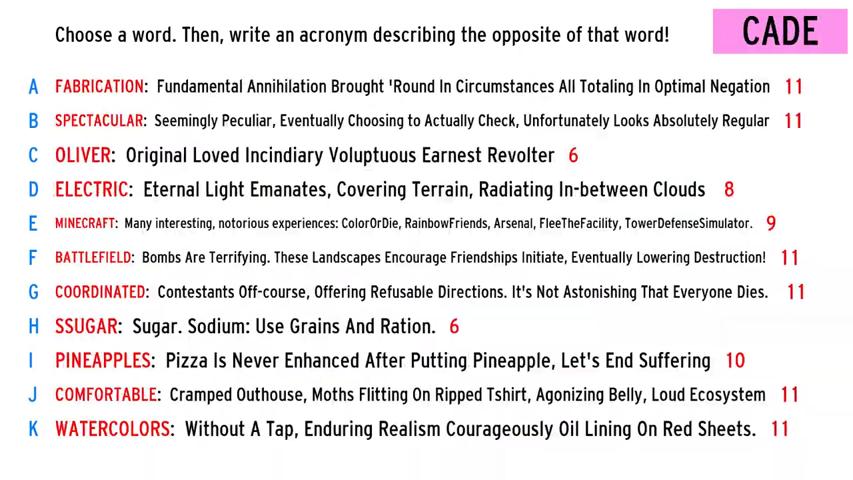 Choose a word. Then, write an acronym describing the opposite of that word!
CADE
A FABRICATION: Fundamental Annihilation Brought 'Round In Circumstances All Totaling In Optimal Negation 11
B SPECTACULAR: Seemingly Peculiar, Eventually Choosing to Actually Check, Unfortunately Looks Absolutely Regular 11
C OLIVER: Original Loved Incindiary Voluptuous Earnest Revolter 6
D ELECTRIC: Eternal Light Emanates, Covering Terrain, Radiating In-between Clouds 8
E MINECRAFT: Many interesting, notorious experiences: ColorOrDie, RainbowFriends, Arsenal, FleeTheFacility, TowerDefenseSimulator. 9
F BATTLEFIELD: Bombs Are Terrifying. These Landscapes Encourage Friendships Initiate, Eventually Lowering Destruction! 11
G COORDINATED: Contestants Off-course, Offering Refusable Directions. It's Not Astonishing That Everyone Dies. 11
H SSUGAR: Sugar. Sodium: Use Grains And Ration. 6
I PINEAPPLES: Pizza Is Never Enhanced After Putting Pineapple, Let's End Suffering 10
J COMFORTABLE: Cramped Outhouse, Moths Flitting On Ripped Tshirt, Agonizing Belly, Loud Ecosystem 11
K WATERCOLORS: Without A Tap, Enduring Realism Courageously Oil Lining On Red Sheets. 11